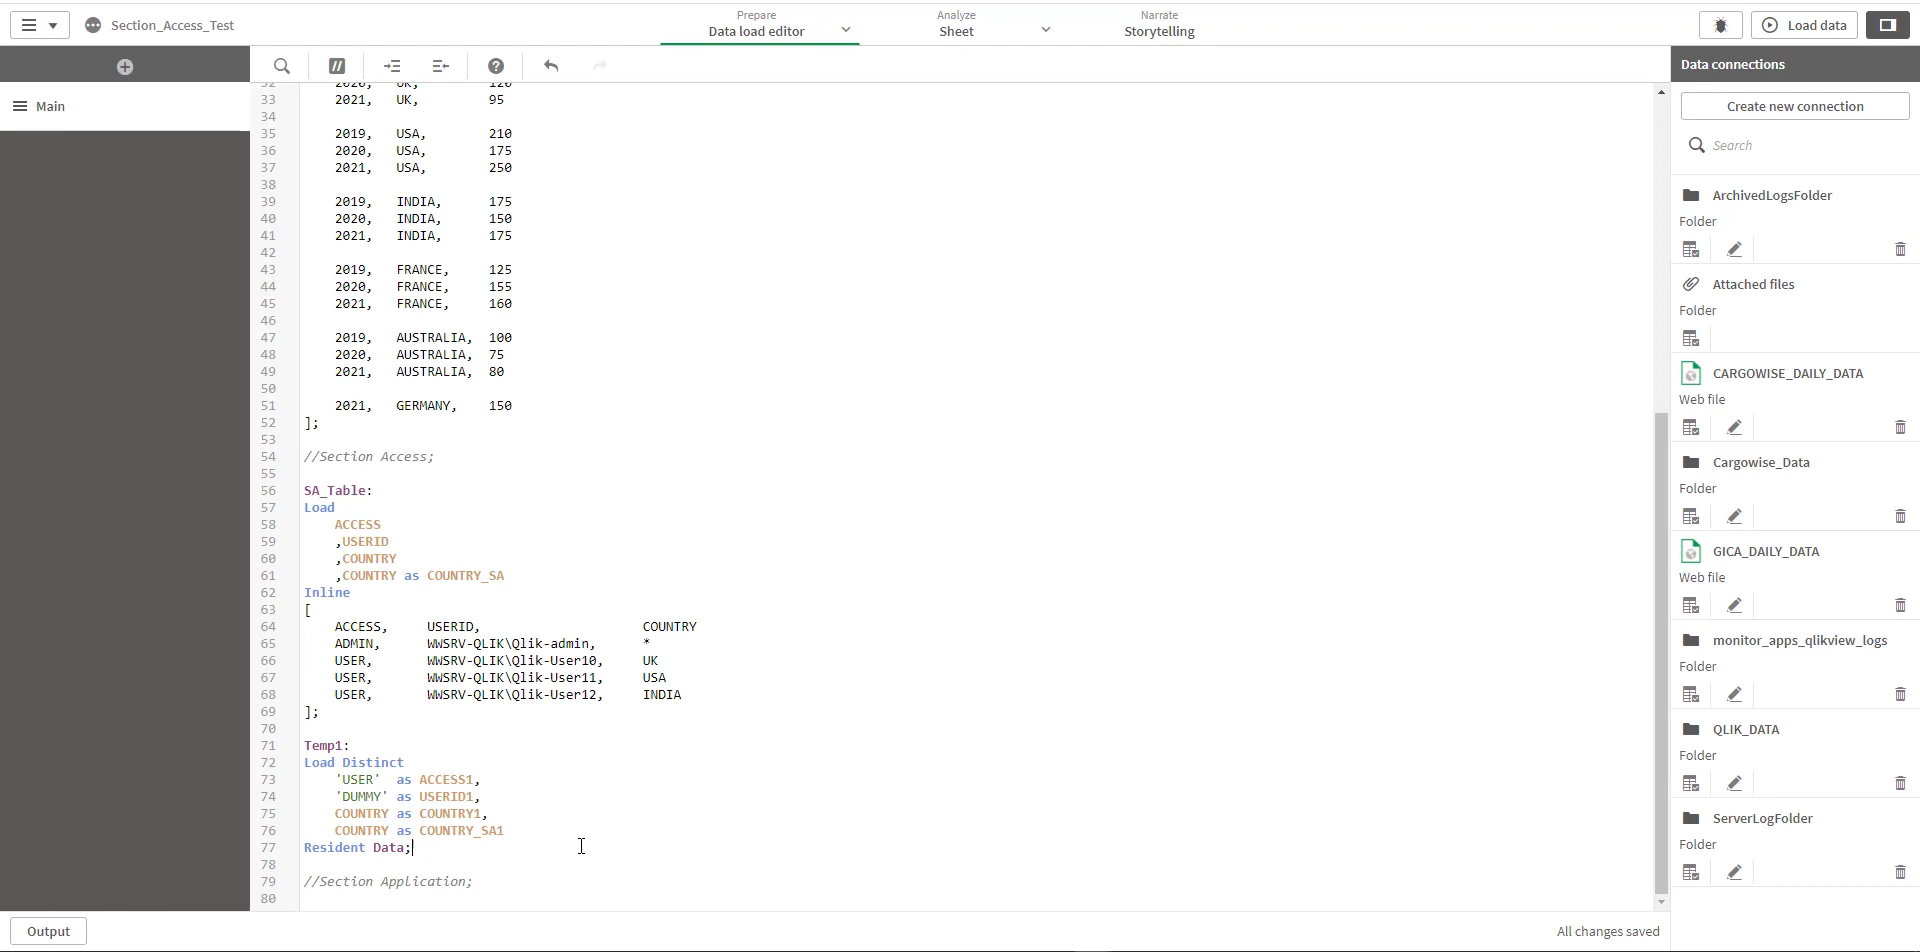 Section_Access_Test
Prepare
Data load editor
Analyze
Sheet
Narrate
Storytelling
Load data
Main
Data connections
Create new connection
Search
ArchivedLogsFolder
Folder
Attached files
Folder
CARGOWISE_DAILY_DATA
Web file
Cargowise_Data
Folder
GICA_DAILY_DATA
Web file
monitor_apps_qlikview_logs
Folder
QLIK_DATA
Folder
ServerLogFolder
Folder
32 2020, UK, 120
33 2021, UK, 95
34
35 2019, USA, 210
36 2020, USA, 175
37 2021, USA, 250
38
39 2019, INDIA, 175
40 2020, INDIA, 150
41 2021, INDIA, 175
42
43 2019, FRANCE, 125
44 2020, FRANCE, 155
45 2021, FRANCE, 160
46
47 2019, AUSTRALIA, 100
48 2020, AUSTRALIA, 75
49 2021, AUSTRALIA, 80
50
51 2021, GERMANY, 150
52 ];
53
54 //Section Access;
55
56 SA_Table:
57 Load
58 ACCESS
59 ,USERID
60 ,COUNTRY
61 ,COUNTRY as COUNTRY_SA
62 Inline
63 [
64 ACCESS, USERID, COUNTRY
65 ADMIN, WWSRV-QLIK\Qlik-admin, *
66 USER, WWSRV-QLIK\Qlik-User10, UK
67 USER, WWSRV-QLIK\Qlik-User11, USA
68 USER, WWSRV-QLIK\Qlik-User12, INDIA
69 ];
70
71 Temp1:
72 Load Distinct
73 'USER' as ACCESS1,
74 'DUMMY' as USERID1,
75 COUNTRY as COUNTRY1,
76 COUNTRY as COUNTRY_SA1
77 Resident Data;
78
79 //Section Application;
80
Output
All changes saved